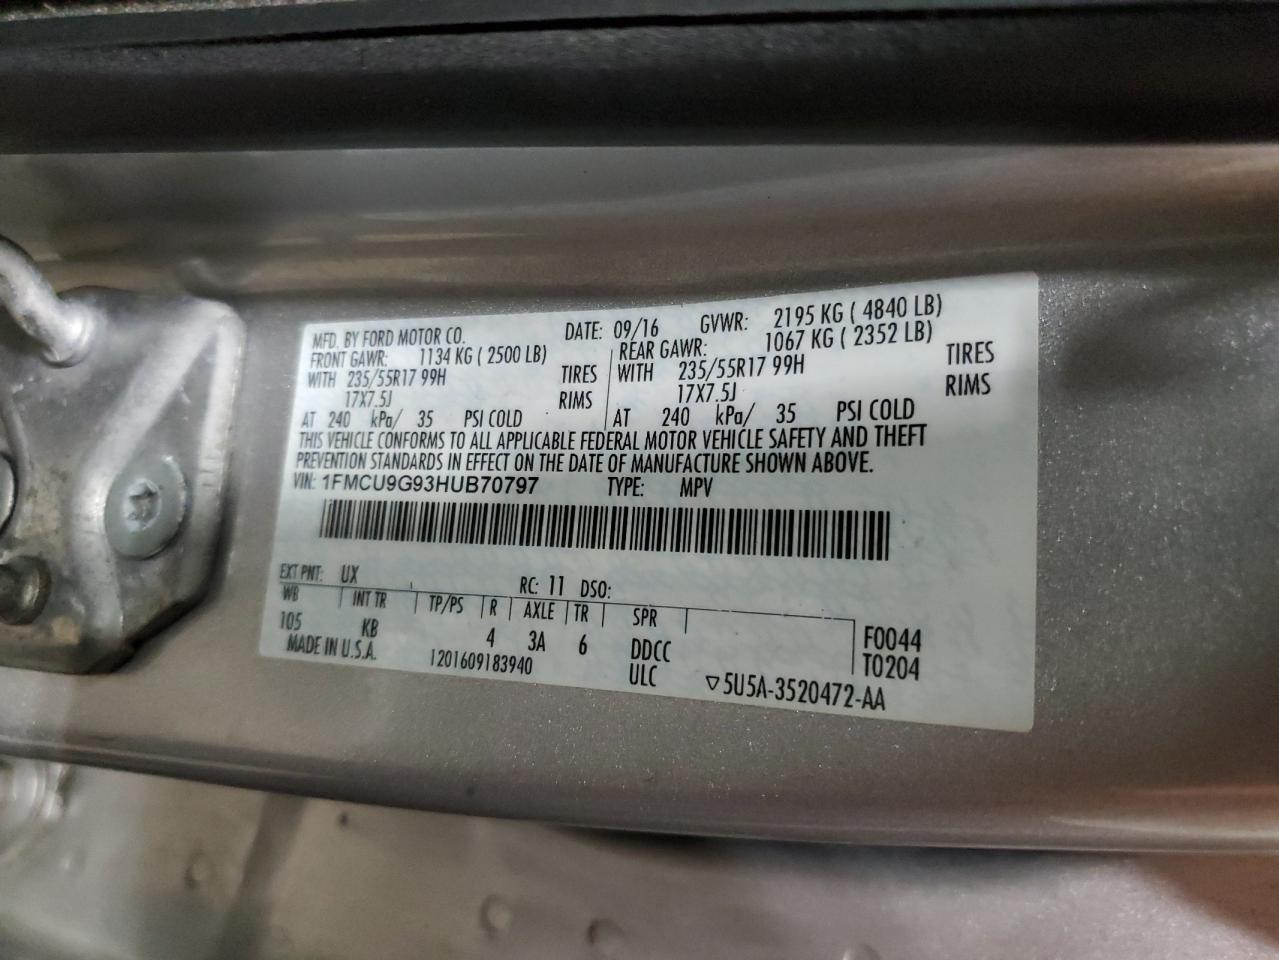 MFD. BY FORD MOTOR CO. DATE: 09/16 GVWR: 2195 KG ( 4840 LB)
FRONT GAWR: 1134 KG ( 2500 LB) REAR GAWR: 1067 KG ( 2352 LB)
WITH 235/55R17 99H TIRES WITH 235/55R17 99H TIRES
17X7.5J RIMS 17X7.5J RIMS
AT 240 kPa/ 35 PSI COLD AT 240 kPa/ 35 PSI COLD
THIS VEHICLE CONFORMS TO ALL APPLICABLE FEDERAL MOTOR VEHICLE SAFETY AND THEFT
PREVENTION STANDARDS IN EFFECT ON THE DATE OF MANUFACTURE SHOWN ABOVE.
VIN: 1FMCU9G93HUB70797 TYPE: MPV
EXT PNT: UX RC: 11 DSO:
WB INT TR TP/PS R AXLE TR SPR
105 KB 4 3A 6 DDCC F0044
MADE IN U.S.A. 1201609183940 ULC T0204
▽5U5A-3520472-AA